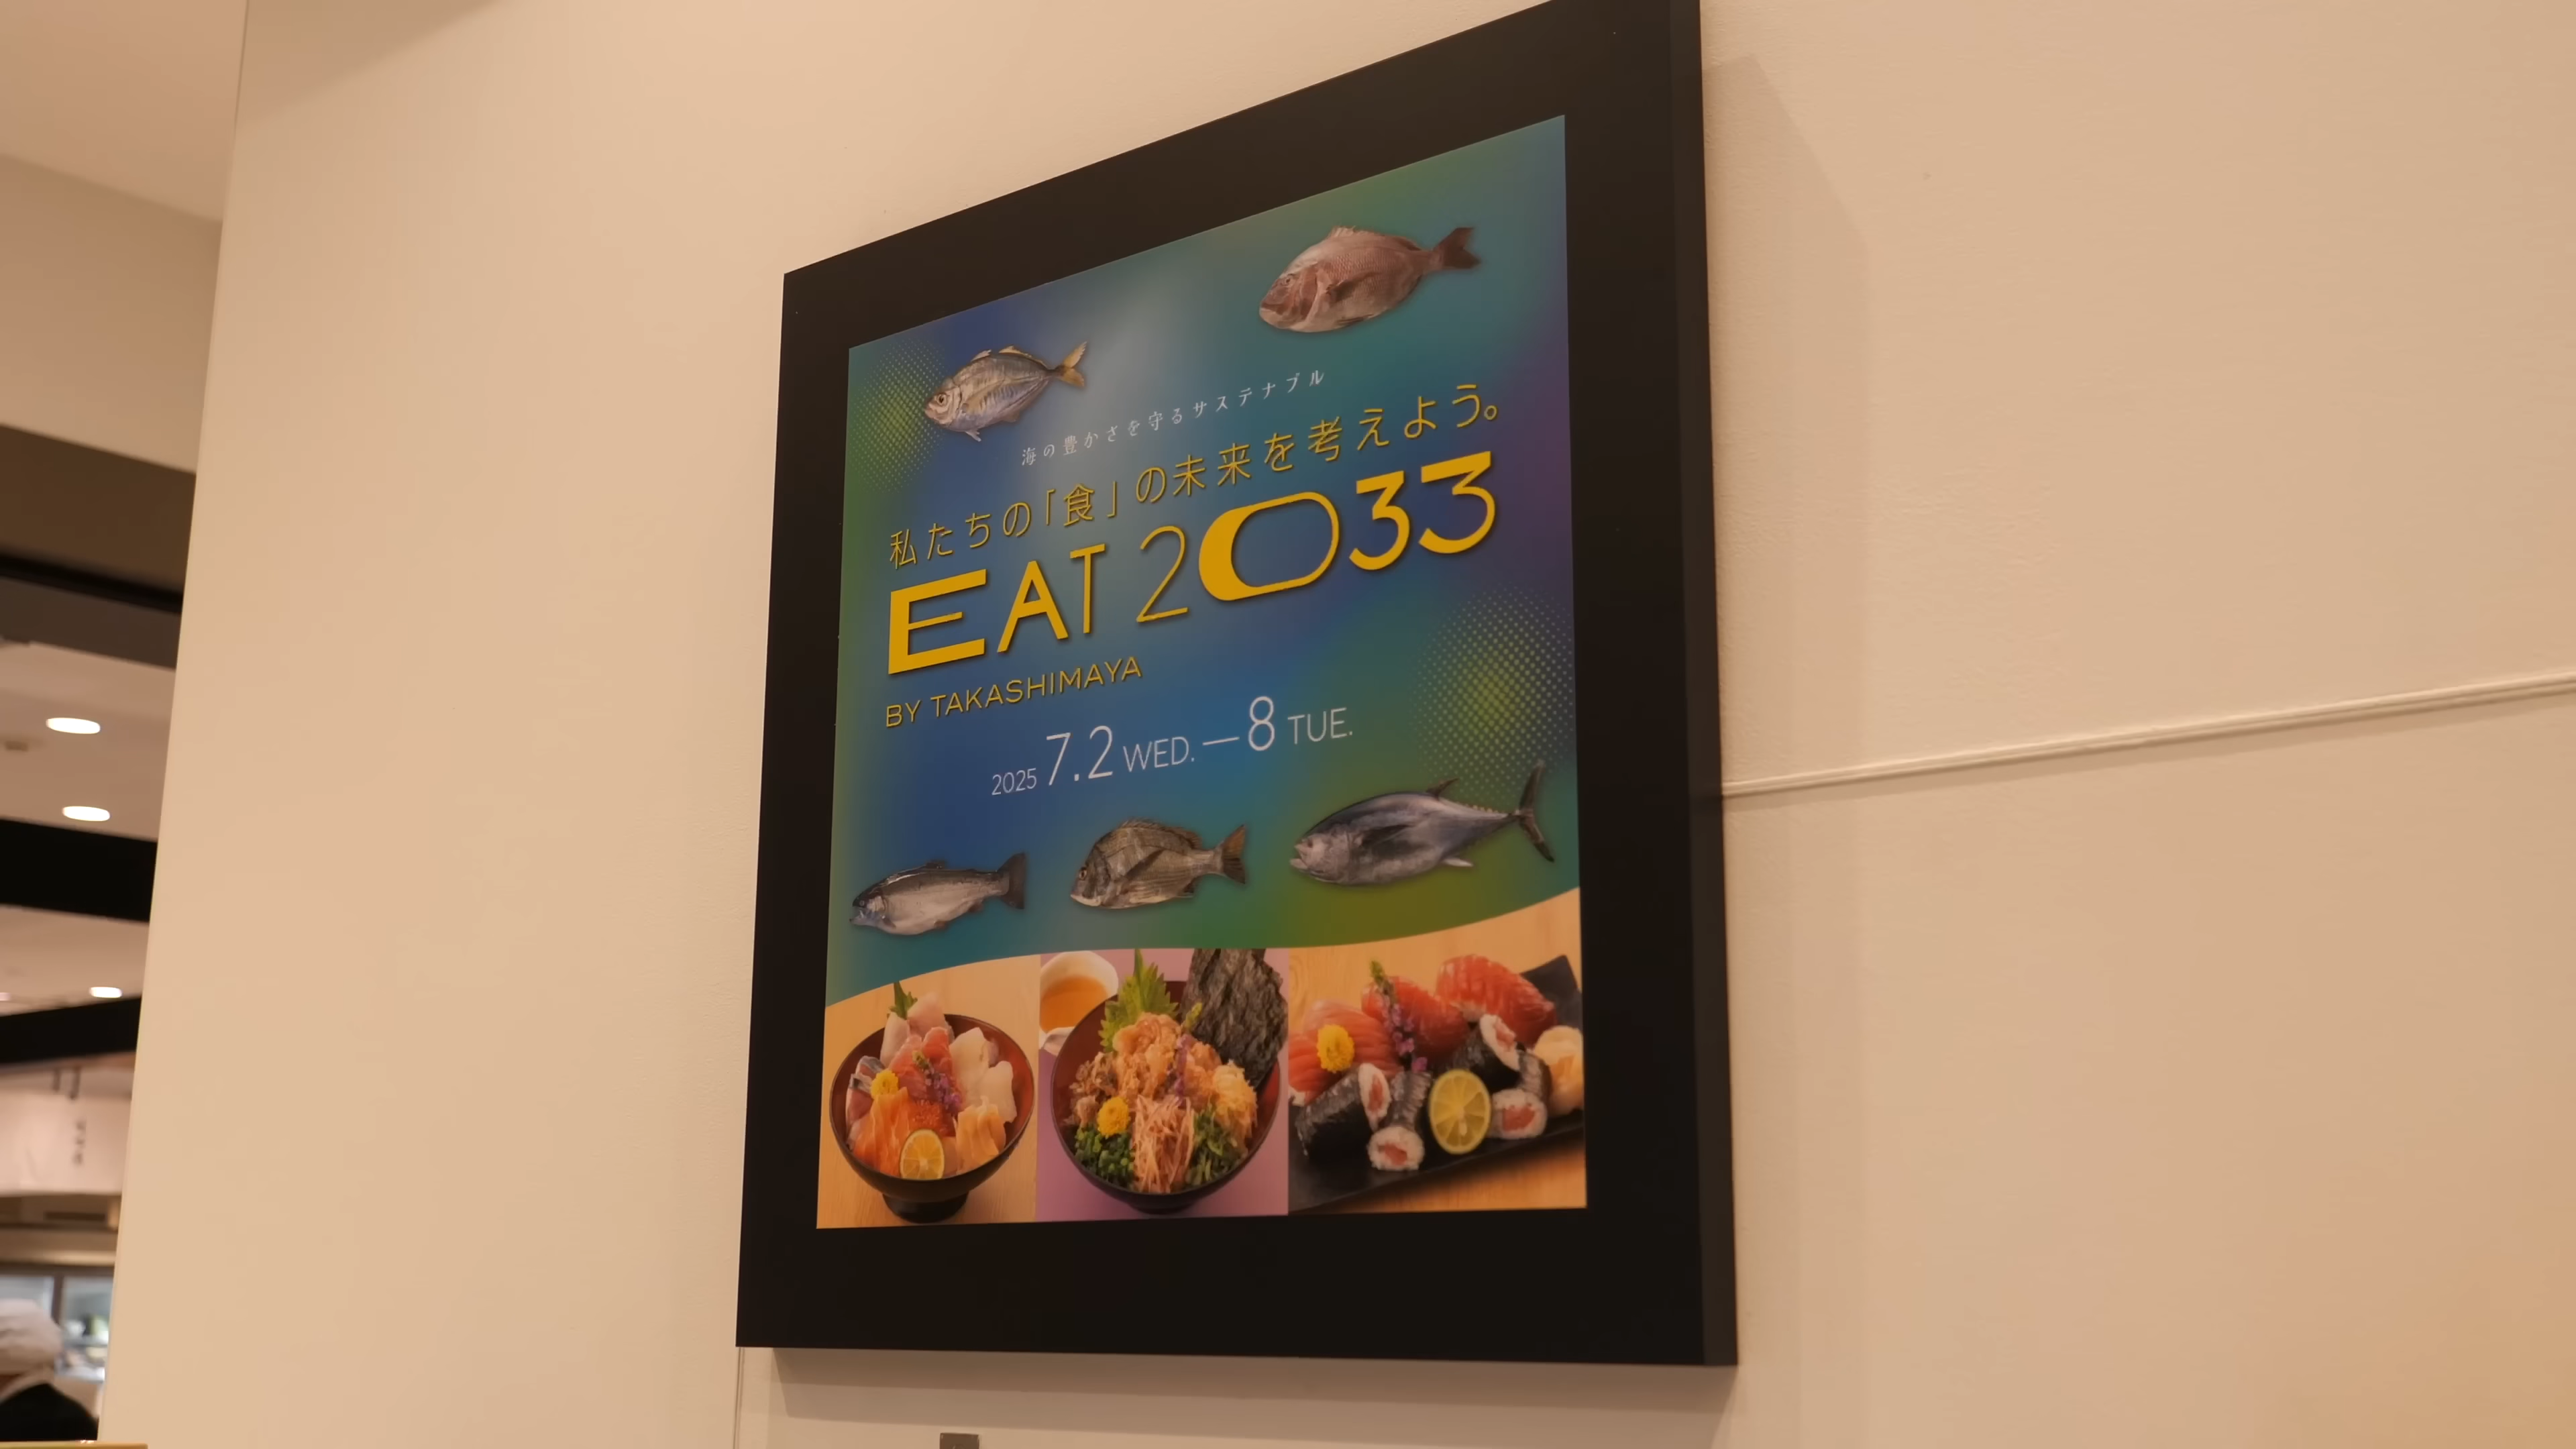 海の豊かさを守るサステナブル
私たちの「食」の未来を考えよう。
EAT 2033
BY TAKASHIMAYA
2025 7.2 WED.—8 TUE.